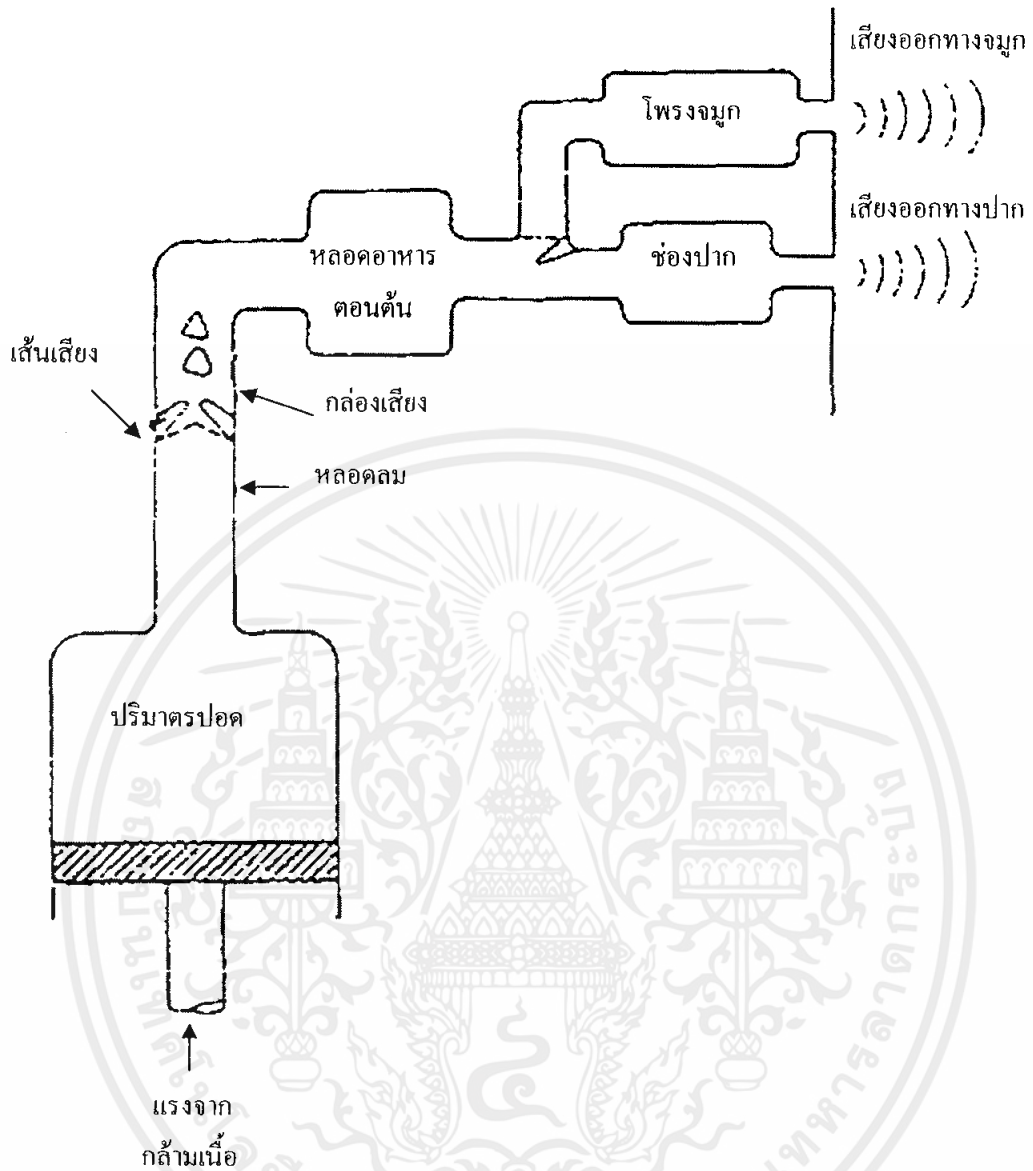 เสียงออกทางจมูก
โพรงจมูก
เสียงออกทางปาก
หลอดอาหาร
ตอนต้น
ช่องปาก
เส้นเสียง
กล่องเสียง
หลอดลม
ปริมาตรปอด
แรงจาก
กล้ามเนื้อ